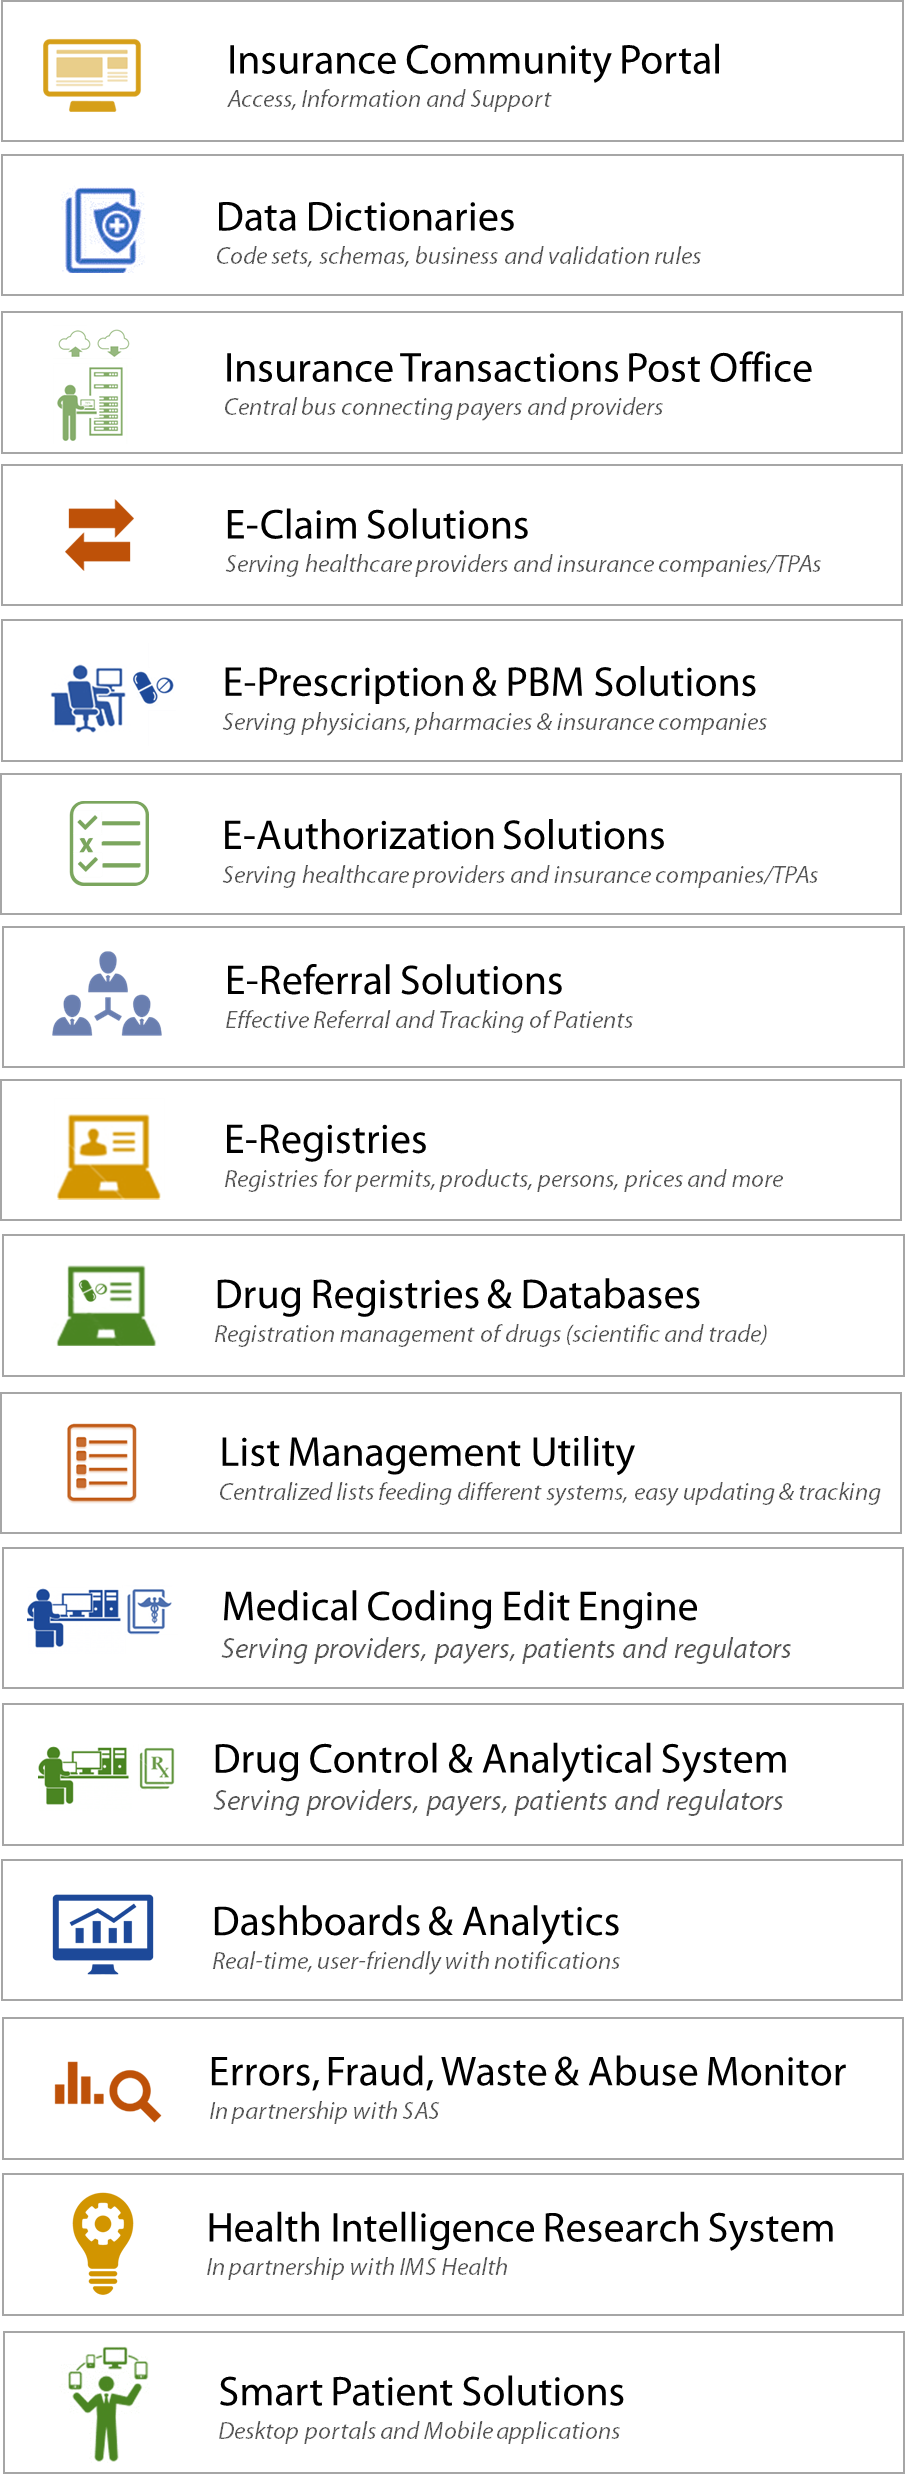 Insurance Community Portal
Access, Information and Support
Data Dictionaries
Code sets, schemas, business and validation rules
Insurance Transactions Post Office
Central bus connecting payers and providers
E-Claim Solutions
Serving healthcare providers and insurance companies/TPAs
E-Prescription & PBM Solutions
Serving physicians, pharmacies & insurance companies
E-Authorization Solutions
Serving healthcare providers and insurance companies/TPAs
E-Referral Solutions
Effective Referral and Tracking of Patients
E-Registries
Registries for permits, products, persons, prices and more
Drug Registries & Databases
Registration management of drugs (scientific and trade)
List Management Utility
Centralized lists feeding different systems, easy updating & tracking
Medical Coding Edit Engine
Serving providers, payers, patients and regulators
Rx
Drug Control & Analytical System
Serving providers, payers, patients and regulators
Dashboards & Analytics
Real-time, user-friendly with notifications
Errors, Fraud, Waste & Abuse Monitor
In partnership with SAS
Health Intelligence Research System
In partnership with IMS Health
Smart Patient Solutions
Desktop portals and Mobile applications